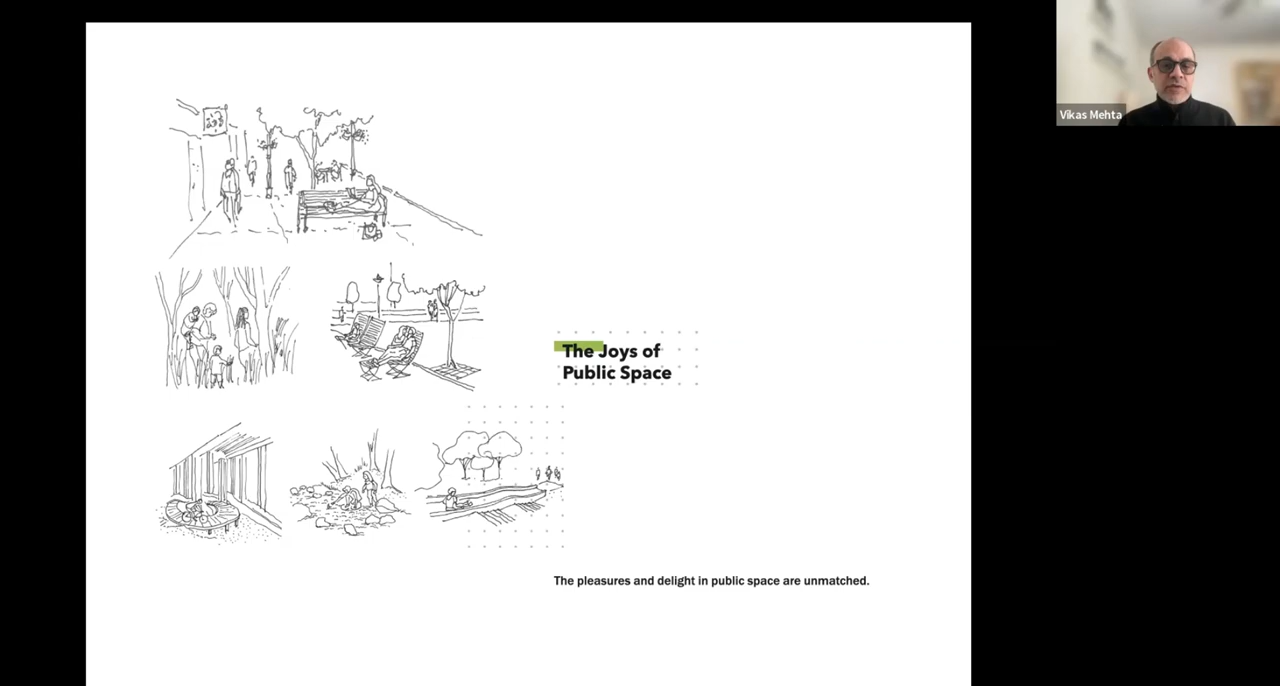 Vikas Mehta
The Joys of
Public Space
The pleasures and delight in public space are unmatched.